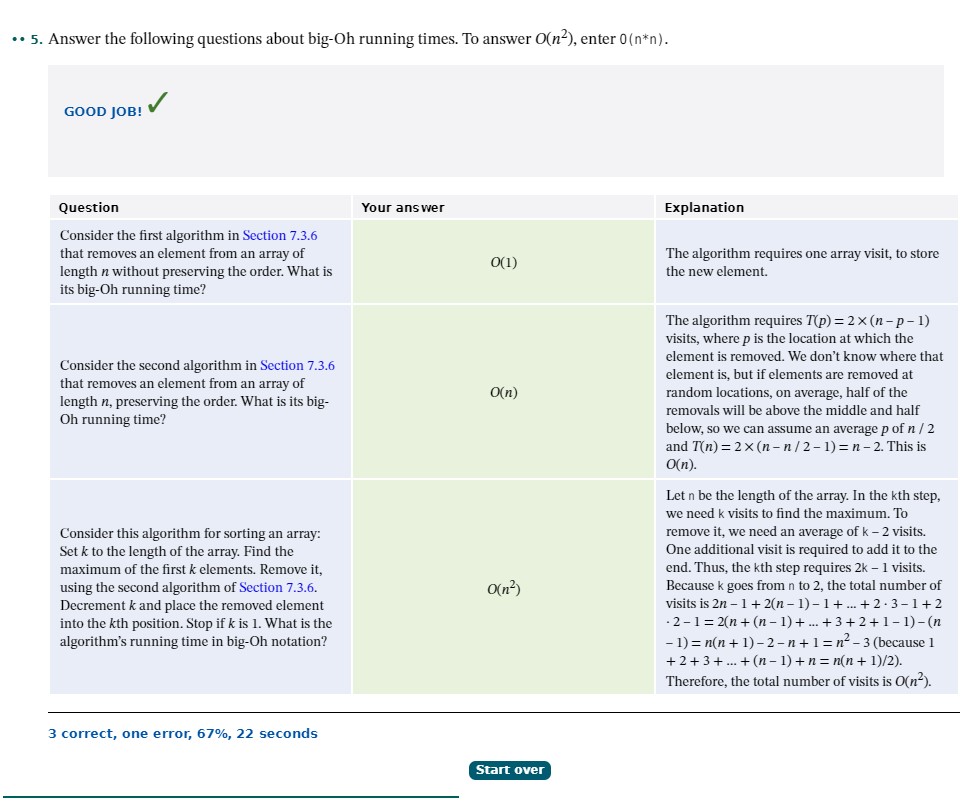 •• 5. Answer the following questions about big-Oh running times. To answer O(n²), enter O(n*n).
GOOD JOB! ✓
Question
Your answer
Explanation
Consider the first algorithm in Section 7.3.6
that removes an element from an array of
length n without preserving the order. What is
its big-Oh running time?
O(1)
The algorithm requires one array visit, to store
the new element.
Consider the second algorithm in Section 7.3.6
that removes an element from an array of
length n, preserving the order. What is its big-
Oh running time?
O(n)
The algorithm requires T(p) = 2 × (n – p – 1)
visits, where p is the location at which the
element is removed. We don't know where that
element is, but if elements are removed at
random locations, on average, half of the
removals will be above the middle and half
below, so we can assume an average p of n / 2
and T(n) = 2 × (n – n / 2 – 1) = n – 2. This is
O(n).
Consider this algorithm for sorting an array:
Set k to the length of the array. Find the
maximum of the first k elements. Remove it,
using the second algorithm of Section 7.3.6.
Decrement k and place the removed element
into the kth position. Stop if k is 1. What is the
algorithm's running time in big-Oh notation?
O(n²)
Let n be the length of the array. In the kth step,
we need k visits to find the maximum. To
remove it, we need an average of k – 2 visits.
One additional visit is required to add it to the
end. Thus, the kth step requires 2k – 1 visits.
Because k goes from n to 2, the total number of
visits is 2n – 1 + 2(n – 1) – 1 + ... + 2 · 3 – 1 + 2
· 2 – 1 = 2(n + (n – 1) + ... + 3 + 2 + 1 – 1) – (n
– 1) = n(n + 1) – 2 – n + 1 = n² – 3 (because 1
+ 2 + 3 + ... + (n – 1) + n = n(n + 1)/2).
Therefore, the total number of visits is O(n²).
3 correct, one error, 67%, 22 seconds
Start over